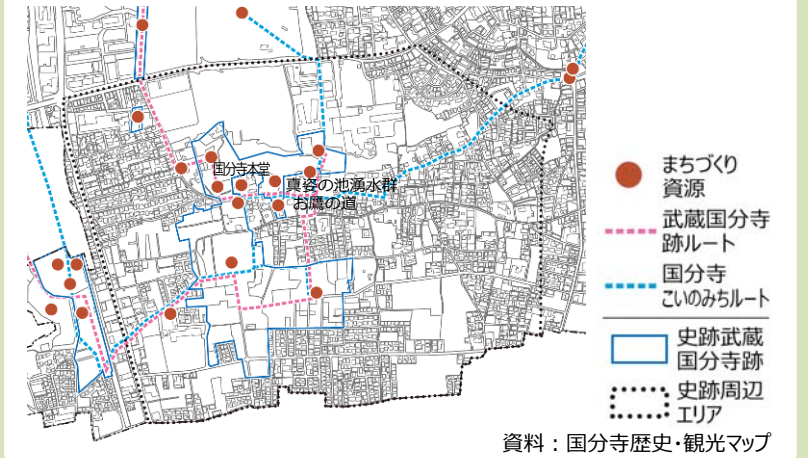 国分寺本堂
真姿の池湧水群
お鷹の道
まちづくり
資源
武蔵国分寺
跡ルート
国分寺
こいのみちルート
史跡武蔵
国分寺跡
史跡周辺
エリア
資料：国分寺歴史・観光マップ